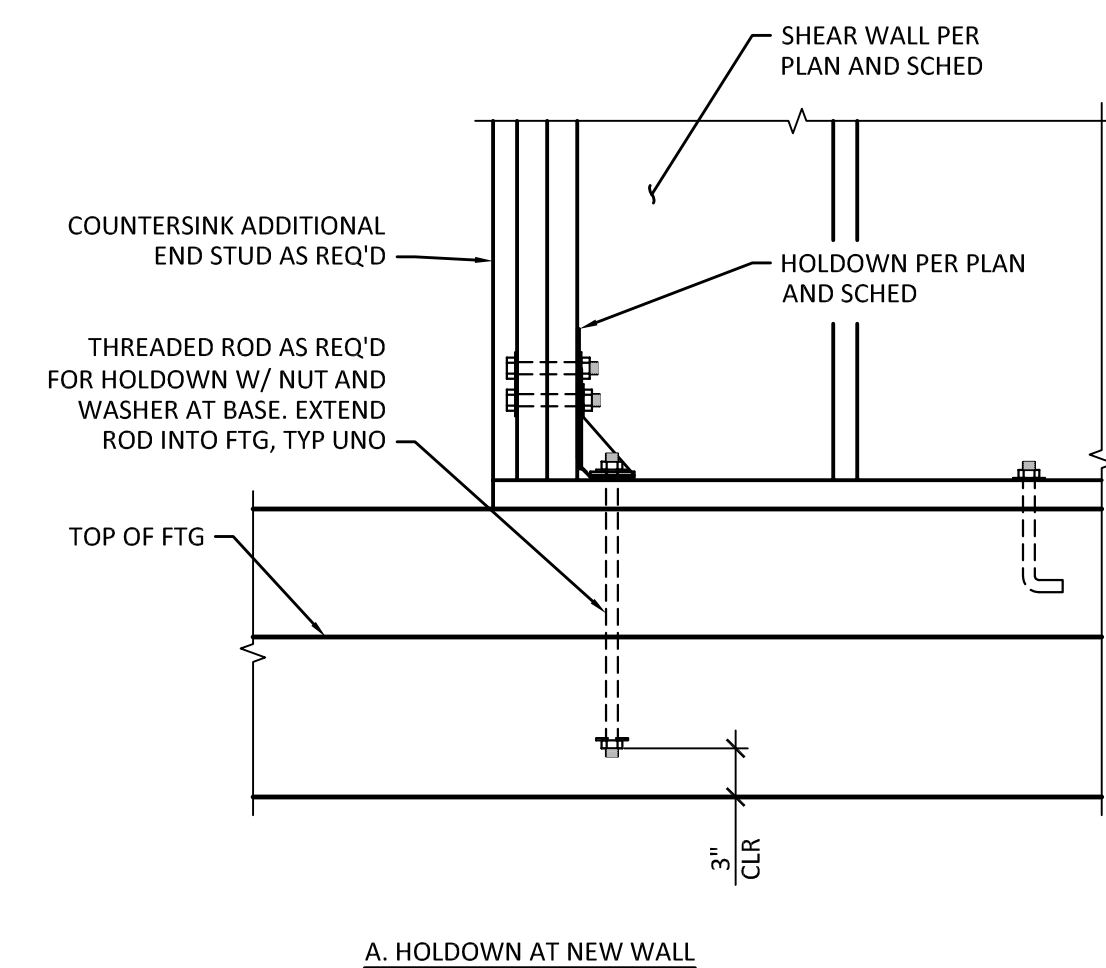 SHEAR WALL PER
PLAN AND SCHED
COUNTERSINK ADDITIONAL
END STUD AS REQ'D
HOLDOWN PER PLAN
AND SCHED
THREADED ROD AS REQ'D
FOR HOLDOWN W/ NUT AND
WASHER AT BASE. EXTEND
ROD INTO FTG, TYP UNO
TOP OF FTG
3"
CLR
A. HOLDOWN AT NEW WALL